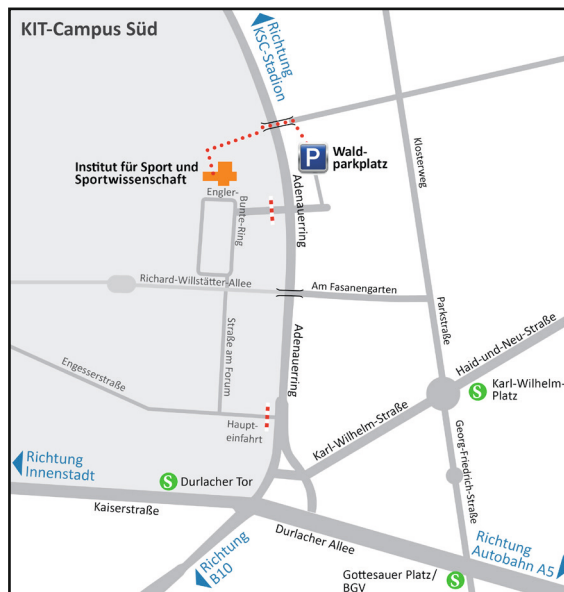 KIT-Campus Süd
Richtung
KSC-Stadion
P
Wald-
parkplatz
Institut für Sport und
Sportwissenschaft
Engler-
Bunte-Ring
Adenauerring
Klosterweg
Richard-Willstätter-Allee
Am Fasanengarten
Parkstraße
Haid-und-Neu-Straße
Straße am Forum
Adenauerring
Engesserstraße
S
Karl-Wilhelm-
Platz
Karl-Wilhelm-Straße
Haupt-
einfahrt
Georg-Friedrich-Straße
Richtung
Innenstadt
S
Durlacher Tor
Kaiserstraße
Durlacher Allee
Richtung
B10
Richtung
Autobahn A5
Gottesauer Platz/
BGV
S